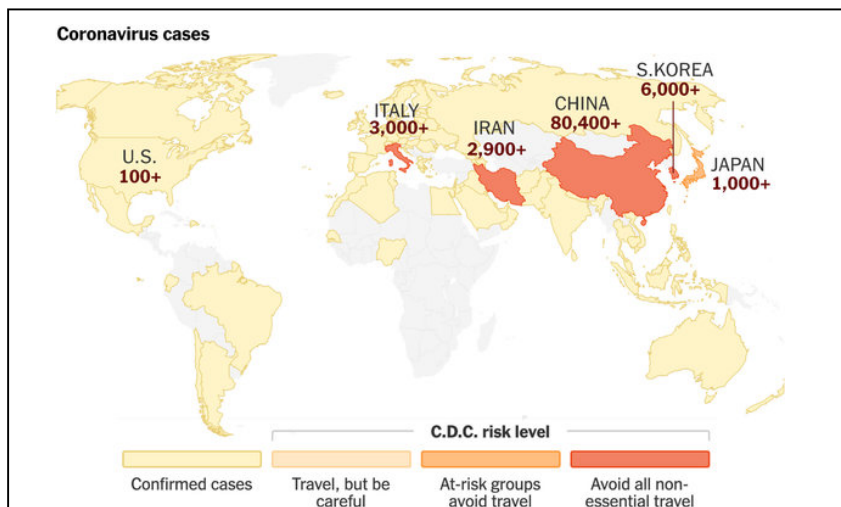 Coronavirus cases
S.KOREA
6,000+
ITALY
3,000+
CHINA
80,400+
IRAN
2,900+
U.S.
100+
JAPAN
1,000+
C.D.C. risk level
Confirmed cases
Travel, but be
careful
At-risk groups
avoid travel
Avoid all non-
essential travel